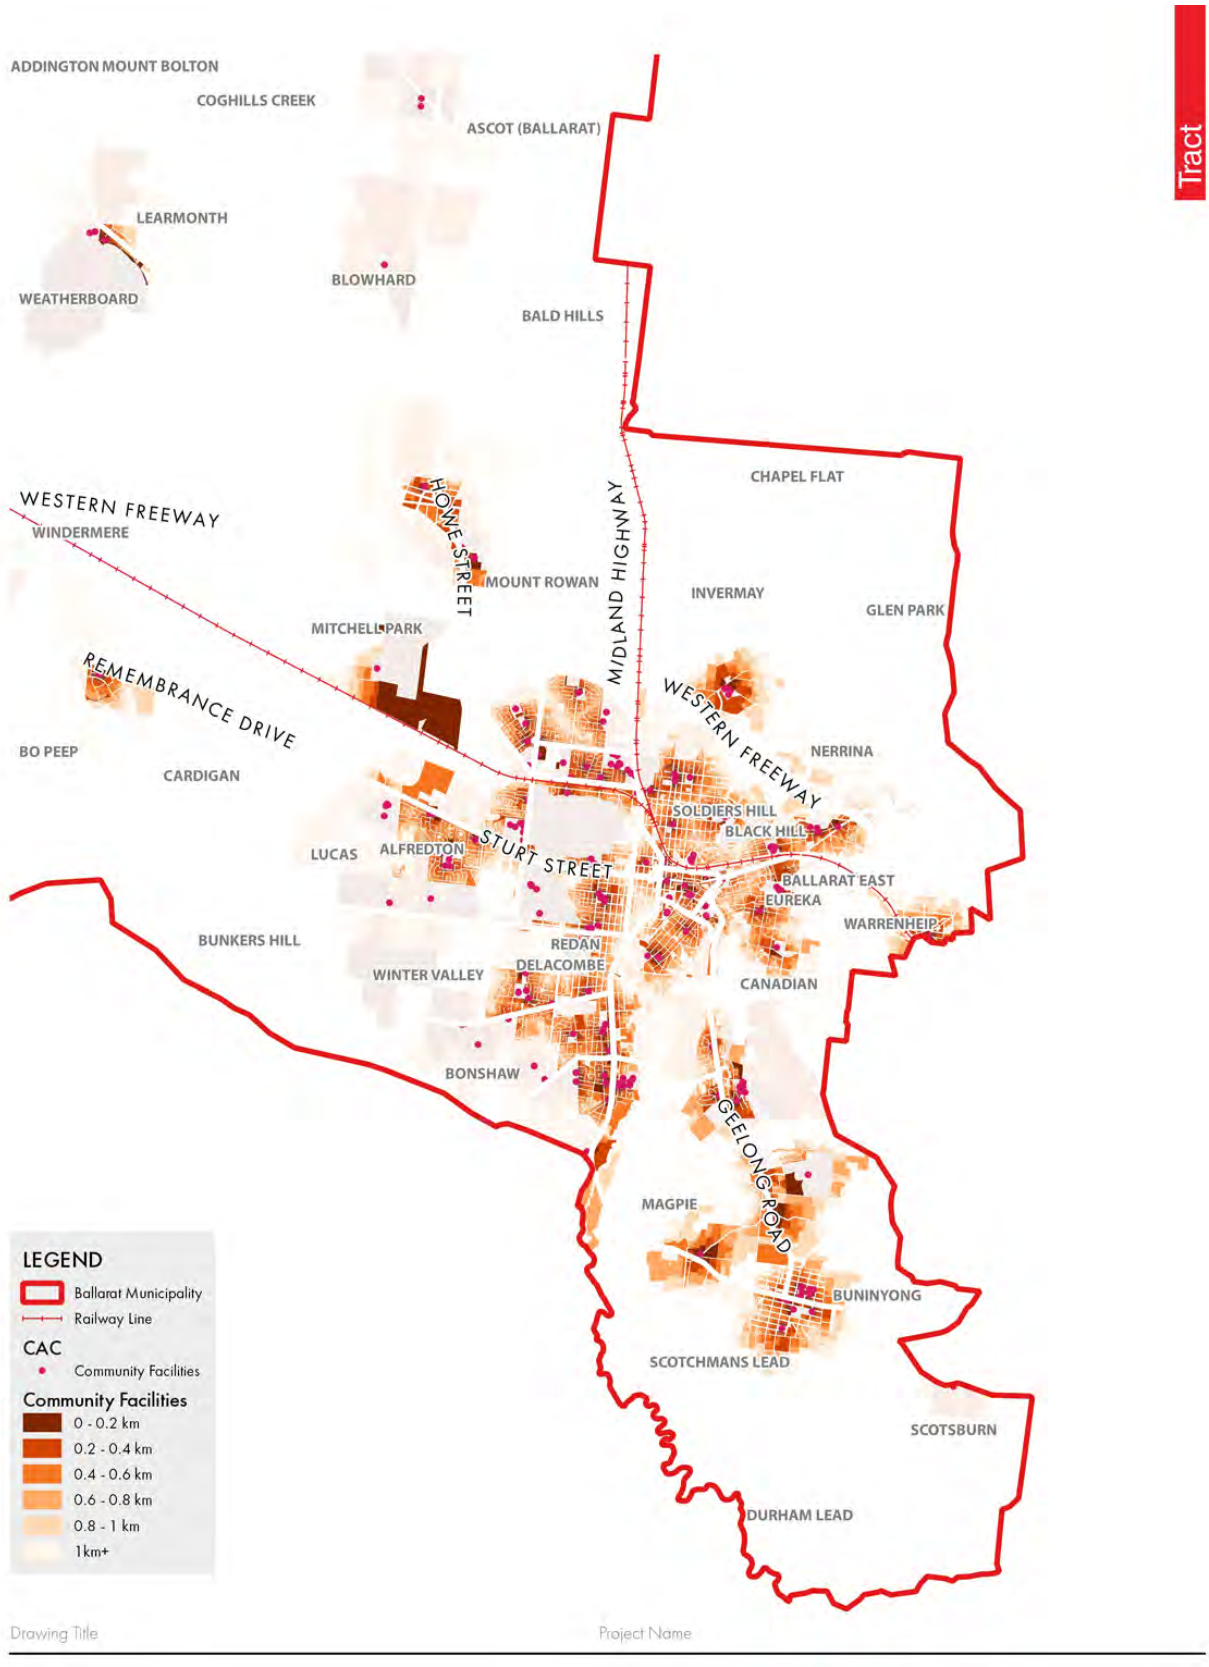 Tract
ADDINGTON MOUNT BOLTON
COGHILLS CREEK
ASCOT (BALLARAT)
LEARMONTH
BLOWHARD
WEATHERBOARD
BALD HILLS
CHAPEL FLAT
WESTERN FREEWAY
WINDERMERE
HOWE STREET
MIDLAND HIGHWAY
MOUNT ROWAN
INVERMAY
GLEN PARK
MITCHELL PARK
REMEMBRANCE DRIVE
WESTERN FREEWAY
BO PEEP
CARDIGAN
NERRINA
SOLDIERS HILL
BLACK HILL
STURT STREET
LUCAS
ALFREDTON
BALLARAT EAST
EUREKA
WARRENHEIP
BUNKERS HILL
REDAN
DELACOMBE
WINTER VALLEY
CANADIAN
BONSHAW
GEELONG ROAD
MAGPIE
BUNINYONG
SCOTCHMANS LEAD
SCOTSBURN
DURHAM LEAD
LEGEND
Ballarat Municipality
Railway Line
CAC
Community Facilities
Community Facilities
0 - 0.2 km
0.2 - 0.4 km
0.4 - 0.6 km
0.6 - 0.8 km
0.8 - 1 km
1km+
Drawing Title
Project Name